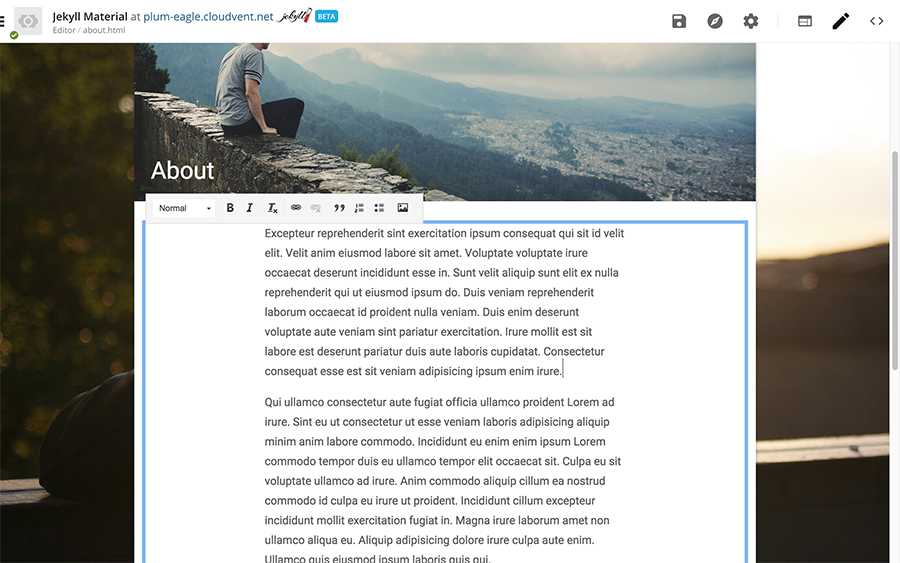 Jekyll Material at plum-eagle.cloudvent.net jekyll BETA
Editor / about.html
About
Normal B I Tx
Excepteur reprehenderit sint exercitation ipsum consequat qui sit id velit
elit. Velit anim eiusmod labore sit amet. Voluptate voluptate irure
occaecat deserunt incididunt esse in. Sunt velit aliquip sunt elit ex nulla
reprehenderit qui ut eiusmod ipsum do. Duis veniam reprehenderit
laborum occaecat id proident nulla veniam. Duis enim deserunt
voluptate aute veniam sint pariatur exercitation. Irure mollit est sit
labore est deserunt pariatur duis aute laboris cupidatat. Consectetur
consequat esse est sit veniam adipisicing ipsum enim irure.
Qui ullamco consectetur aute fugiat officia ullamco proident Lorem ad
irure. Sint eu ut consectetur ut esse veniam laboris adipisicing aliquip
minim anim labore commodo. Incididunt eu enim enim ipsum Lorem
commodo tempor duis eu ullamco tempor elit occaecat sit. Culpa eu sit
voluptate ullamco ad irure. Anim commodo aliquip cillum ea nostrud
commodo id culpa eu irure ut proident. Incididunt cillum excepteur
incididunt mollit exercitation fugiat in. Magna irure laborum amet non
ullamco aliqua eu. Aliquip adipisicing dolore irure culpa aute enim.
Ullamco quis eiusmod ipsum laboris quis qui.